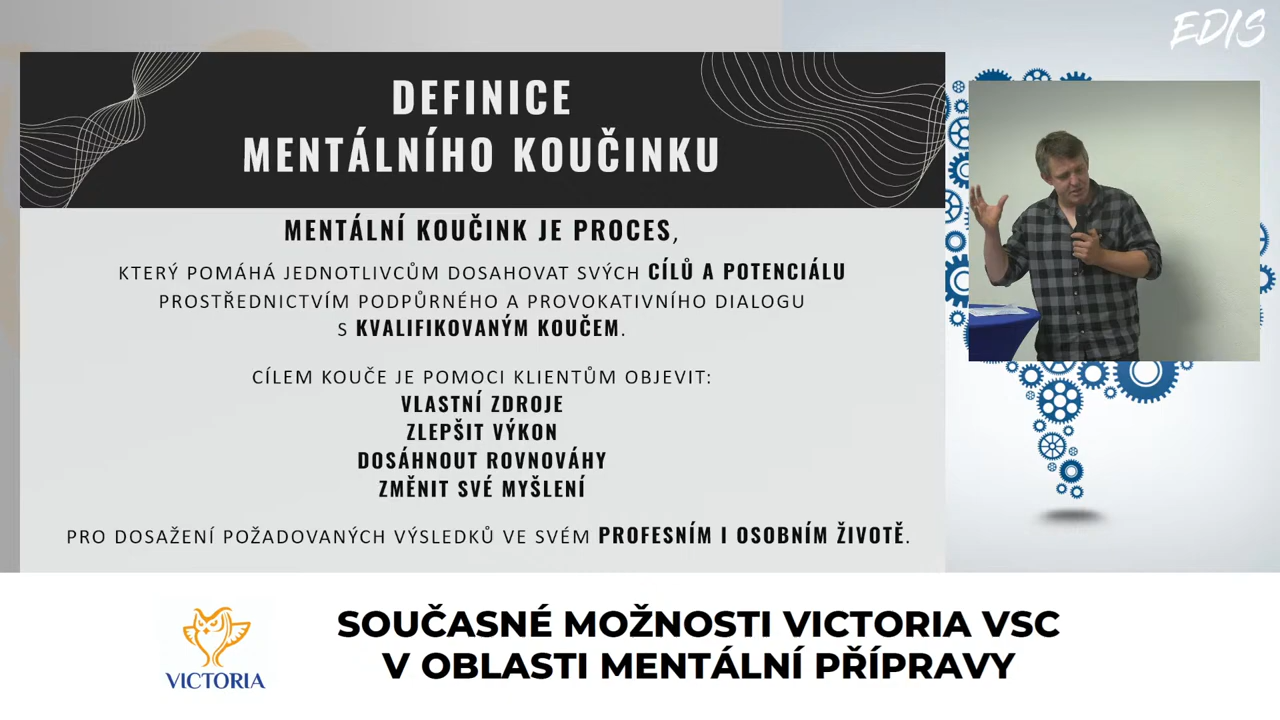 EDIS
DEFINICE
MENTÁLNÍHO KOUČINKU
MENTÁLNÍ KOUČINK JE PROCES,
KTERÝ POMÁHÁ JEDNOTLIVCŮM DOSAHOVAT SVÝCH CÍLŮ A POTENCIÁLU
PROSTŘEDNICTVÍM PODPŮRNÉHO A PROVOKATIVNÍHO DIALOGU
S KVALIFIKOVANÝM KOUČEM.
CÍLEM KOUČE JE POMOCI KLIENTŮM OBJEVIT:
VLASTNÍ ZDROJE
ZLEPŠIT VÝKON
DOSÁHNOUT ROVNOVÁHY
ZMĚNIT SVÉ MYŠLENÍ
PRO DOSAŽENÍ POŽADOVANÝCH VÝSLEDKŮ VE SVÉM PROFESNÍM I OSOBNÍM ŽIVOTĚ.
VICTORIA
SOUČASNÉ MOŽNOSTI VICTORIA VSC
V OBLASTI MENTÁLNÍ PŘÍPRAVY